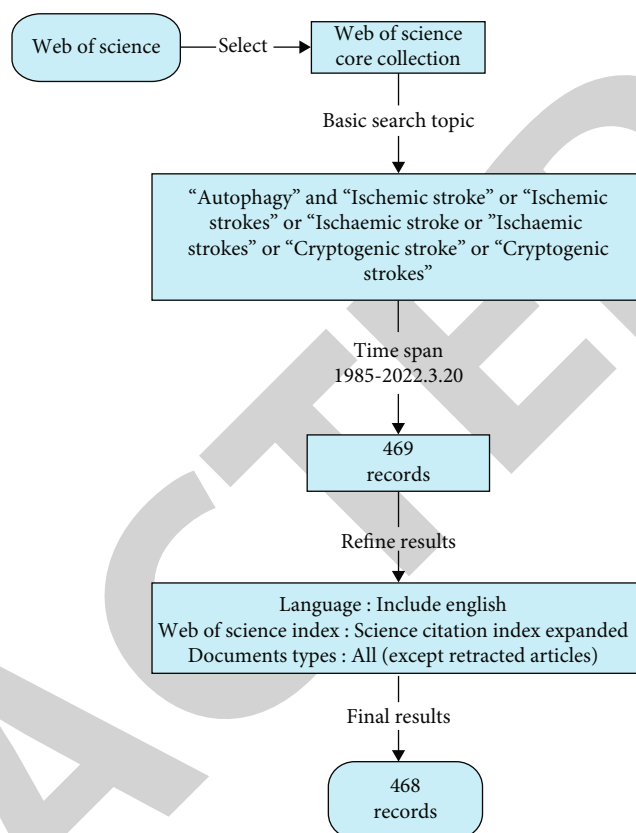 Web of science
Select
Web of science
core collection
Basic search topic
“Autophagy” and “Ischemic stroke” or “Ischemic
strokes” or “Ischaemic stroke or ”Ischaemic
strokes” or “Cryptogenic stroke” or “Cryptogenic
strokes”
Time span
1985-2022.3.20
469
records
Refine results
Language : Include english
Web of science index : Science citation index expanded
Documents types : All (except retracted articles)
Final results
468
records
ACTE